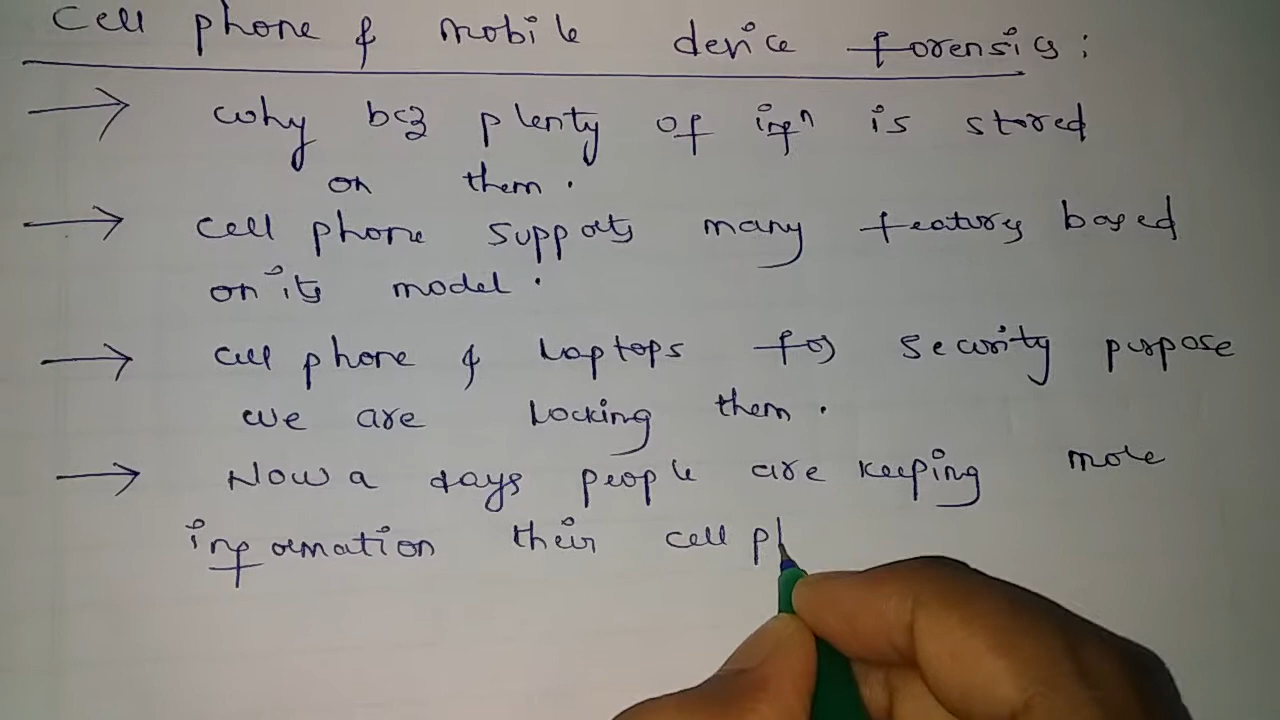 Cell phone & mobile device forensics:
→ why bcz plenty of infⁿ is stored
on them.
→ cell phone supports many features based
on its model.
→ cell phone & Laptops for security purpose
we are Locking them.
→ Now a days people are keeping more
information their cell ph